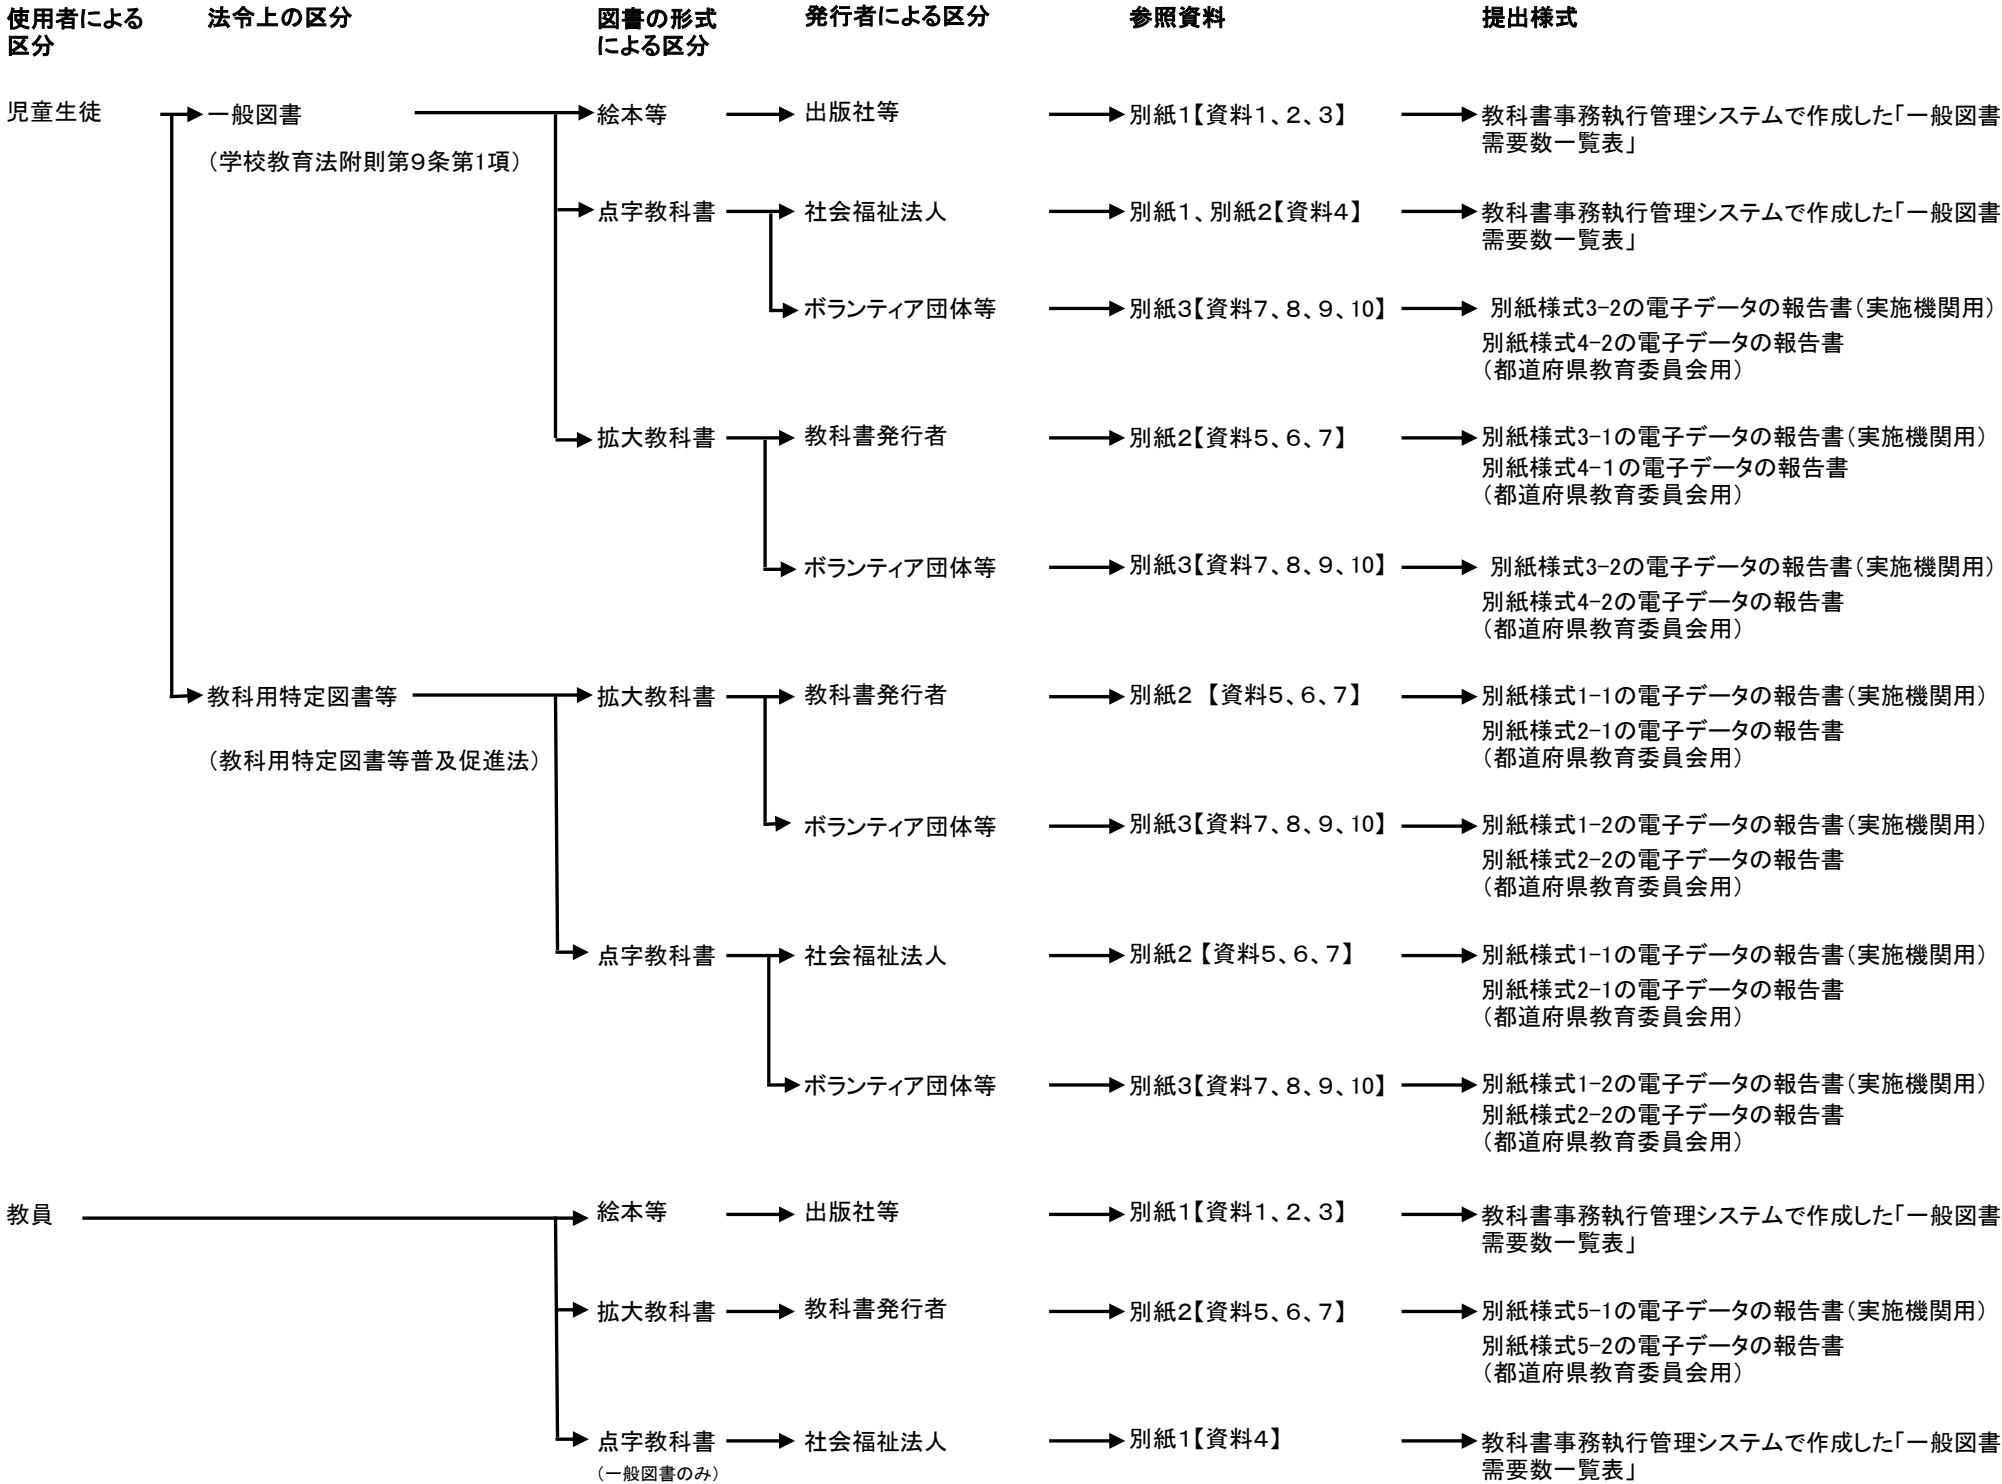 使用者による
区分
法令上の区分
図書の形式
による区分
発行者による区分
参照資料
提出様式
児童生徒
一般図書
(学校教育法附則第9条第1項)
絵本等
出版社等
別紙1【資料1、2、3】
教科書事務執行管理システムで作成した「一般図書
需要数一覧表」
点字教科書
社会福祉法人
別紙1、別紙2【資料4】
教科書事務執行管理システムで作成した「一般図書
需要数一覧表」
ボランティア団体等
別紙3【資料7、8、9、10】
別紙様式3-2の電子データの報告書(実施機関用)
別紙様式4-2の電子データの報告書
(都道府県教育委員会用)
拡大教科書
教科書発行者
別紙2【資料5、6、7】
別紙様式3-1の電子データの報告書(実施機関用)
別紙様式4-1の電子データの報告書
(都道府県教育委員会用)
ボランティア団体等
別紙3【資料7、8、9、10】
別紙様式3-2の電子データの報告書(実施機関用)
別紙様式4-2の電子データの報告書
(都道府県教育委員会用)
教科用特定図書等
(教科用特定図書等普及促進法)
拡大教科書
教科書発行者
別紙2 【資料5、6、7】
別紙様式1-1の電子データの報告書(実施機関用)
別紙様式2-1の電子データの報告書
(都道府県教育委員会用)
ボランティア団体等
別紙3【資料7、8、9、10】
別紙様式1-2の電子データの報告書(実施機関用)
別紙様式2-2の電子データの報告書
(都道府県教育委員会用)
点字教科書
社会福祉法人
別紙2【資料5、6、7】
別紙様式1-1の電子データの報告書(実施機関用)
別紙様式2-1の電子データの報告書
(都道府県教育委員会用)
ボランティア団体等
別紙3【資料7、8、9、10】
別紙様式1-2の電子データの報告書(実施機関用)
別紙様式2-2の電子データの報告書
(都道府県教育委員会用)
教員
絵本等
出版社等
別紙1【資料1、2、3】
教科書事務執行管理システムで作成した「一般図書
需要数一覧表」
拡大教科書
教科書発行者
別紙2【資料5、6、7】
別紙様式5-1の電子データの報告書(実施機関用)
別紙様式5-2の電子データの報告書
(都道府県教育委員会用)
点字教科書
(一般図書のみ)
社会福祉法人
別紙1【資料4】
教科書事務執行管理システムで作成した「一般図書
需要数一覧表」